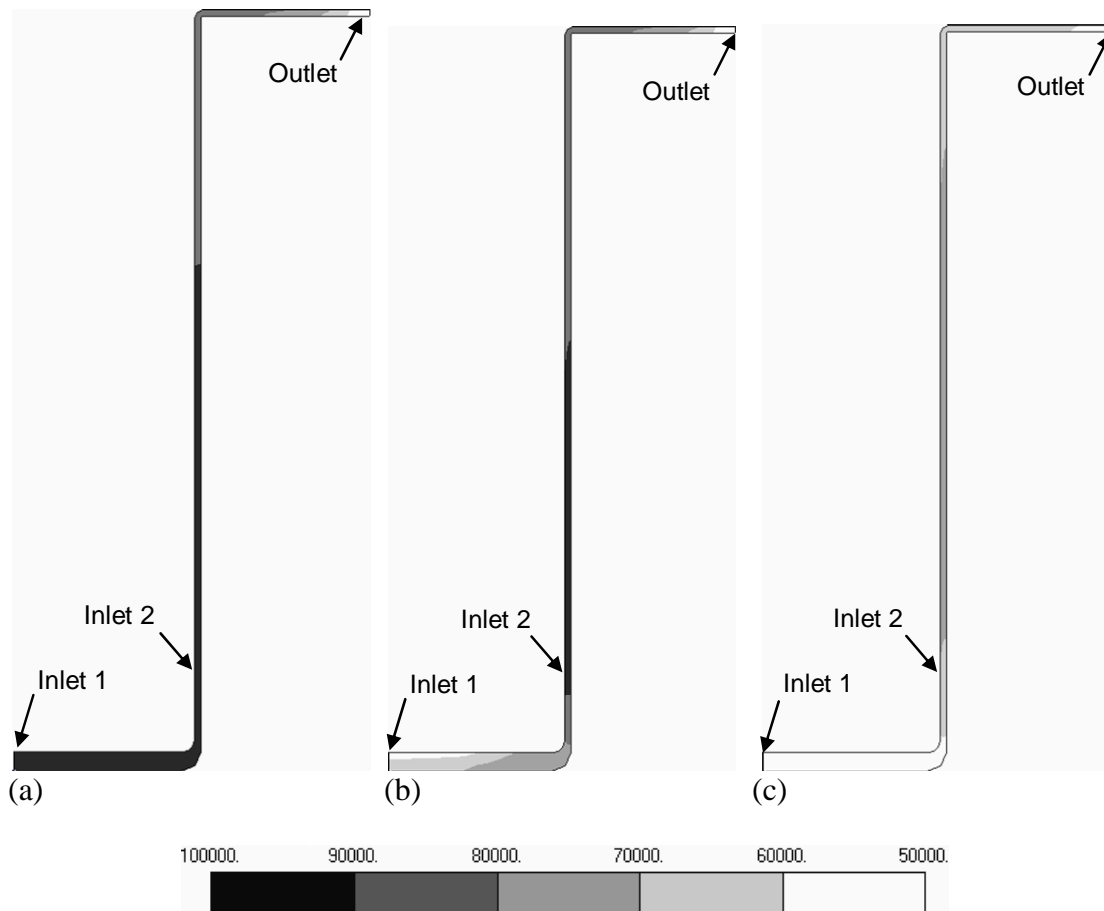 Outlet
Inlet 2
Inlet 1
(a)
Outlet
Inlet 2
Inlet 1
(b)
Outlet
Inlet 2
Inlet 1
(c)
100000. 90000. 80000. 70000. 60000. 50000.